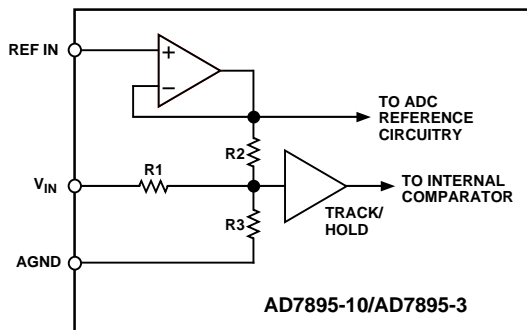 REF IN
+
–
TO ADC
REFERENCE
CIRCUITRY
R2
R1
VIN
TO INTERNAL
COMPARATOR
TRACK/
HOLD
R3
AGND
AD7895-10/AD7895-3